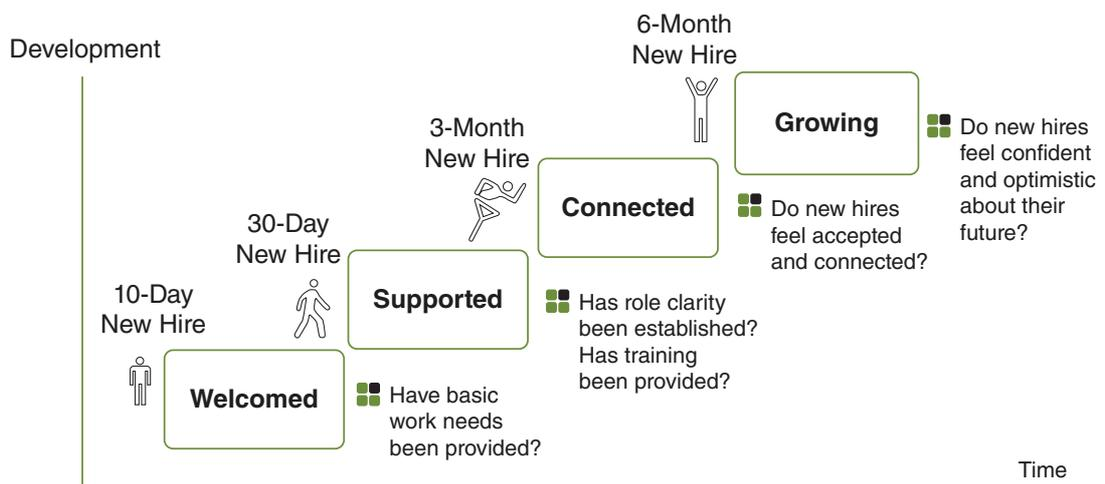 Development
6-Month
New Hire
Growing
Do new hires
feel confident
and optimistic
about their
future?
3-Month
New Hire
Connected
Do new hires
feel accepted
and connected?
30-Day
New Hire
Supported
Has role clarity
been established?
Has training
been provided?
10-Day
New Hire
Welcomed
Have basic
work needs
been provided?
Time